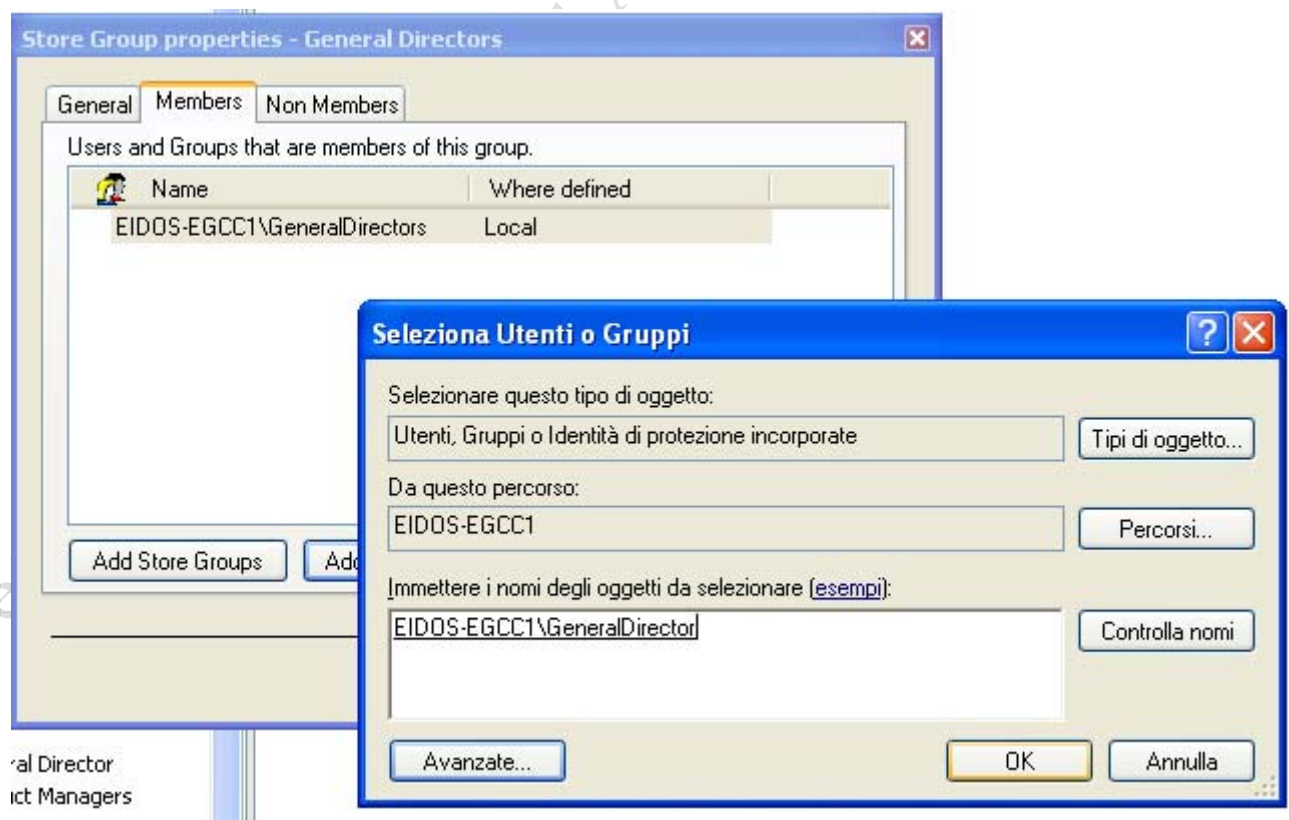 Store Group properties - General Directors
General Members Non Members
Users and Groups that are members of this group.
Name Where defined
EIDOS-EGCC1\GeneralDirectors Local
Add Store Groups
Seleziona Utenti o Gruppi
Selezionare questo tipo di oggetto:
Utenti, Gruppi o Identità di protezione incorporate Tipi di oggetto...
Da questo percorso:
EIDOS-EGCC1 Percorsi...
Immettere i nomi degli oggetti da selezionare (esempi):
EIDOS-EGCC1\GeneralDirector Controlla nomi
Avanzate... OK Annulla
Director
Managers